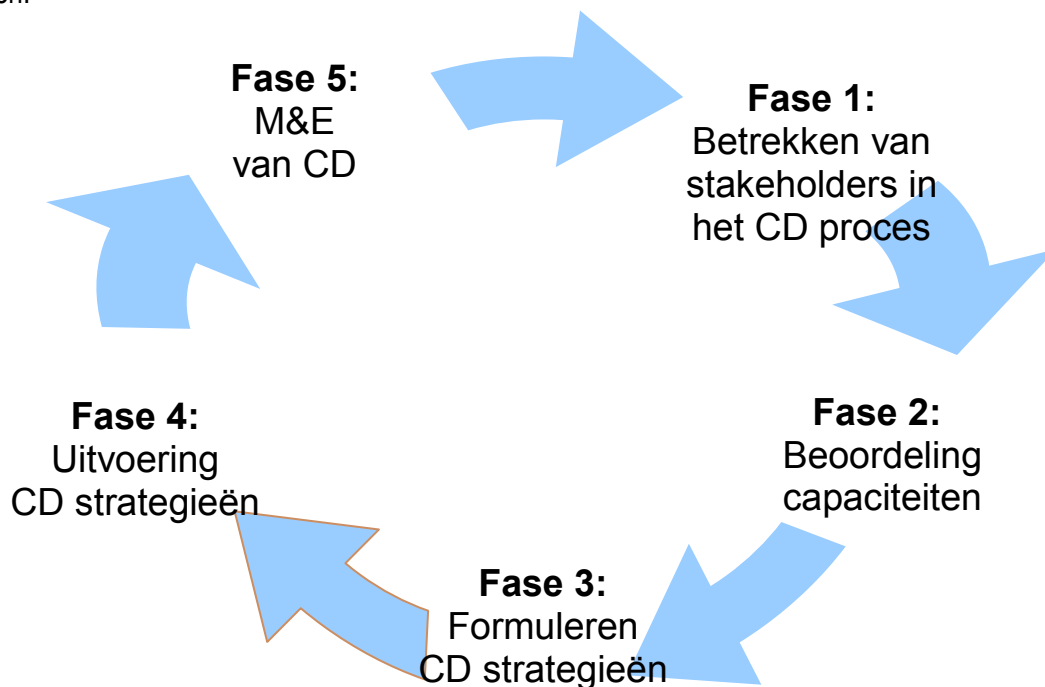 Fase 5:
M&E
van CD
Fase 1:
Betrekken van
stakeholders in
het CD proces
Fase 4:
Uitvoering
CD strategieën
Fase 2:
Beoordeling
capaciteiten
Fase 3:
Formuleren
CD strategieën